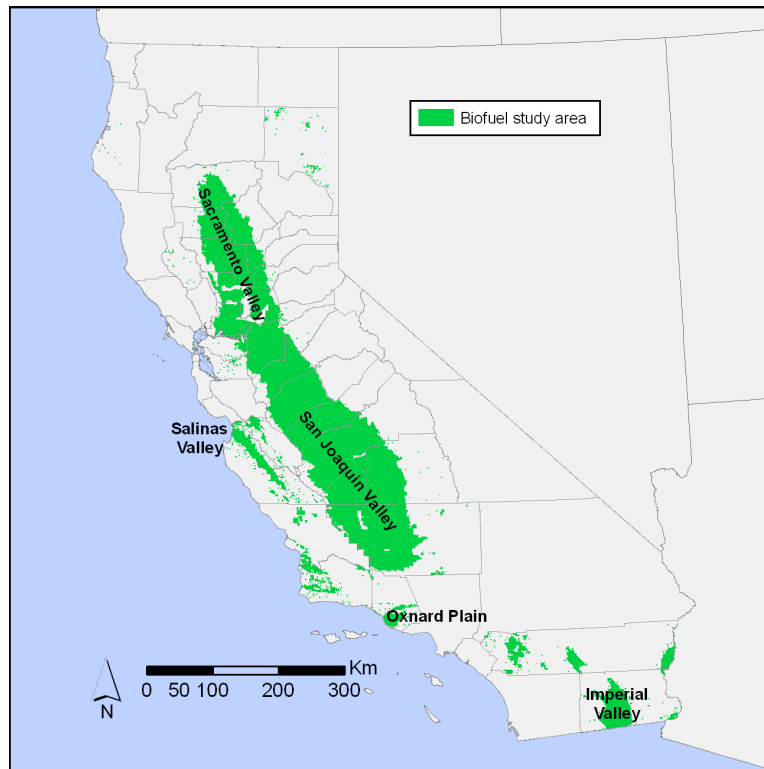 Biofuel study area
Sacramento Valley
Salinas
Valley
San Joaquin Valley
Oxnard Plain
Imperial
Valley
Km
0 50 100 200 300
N